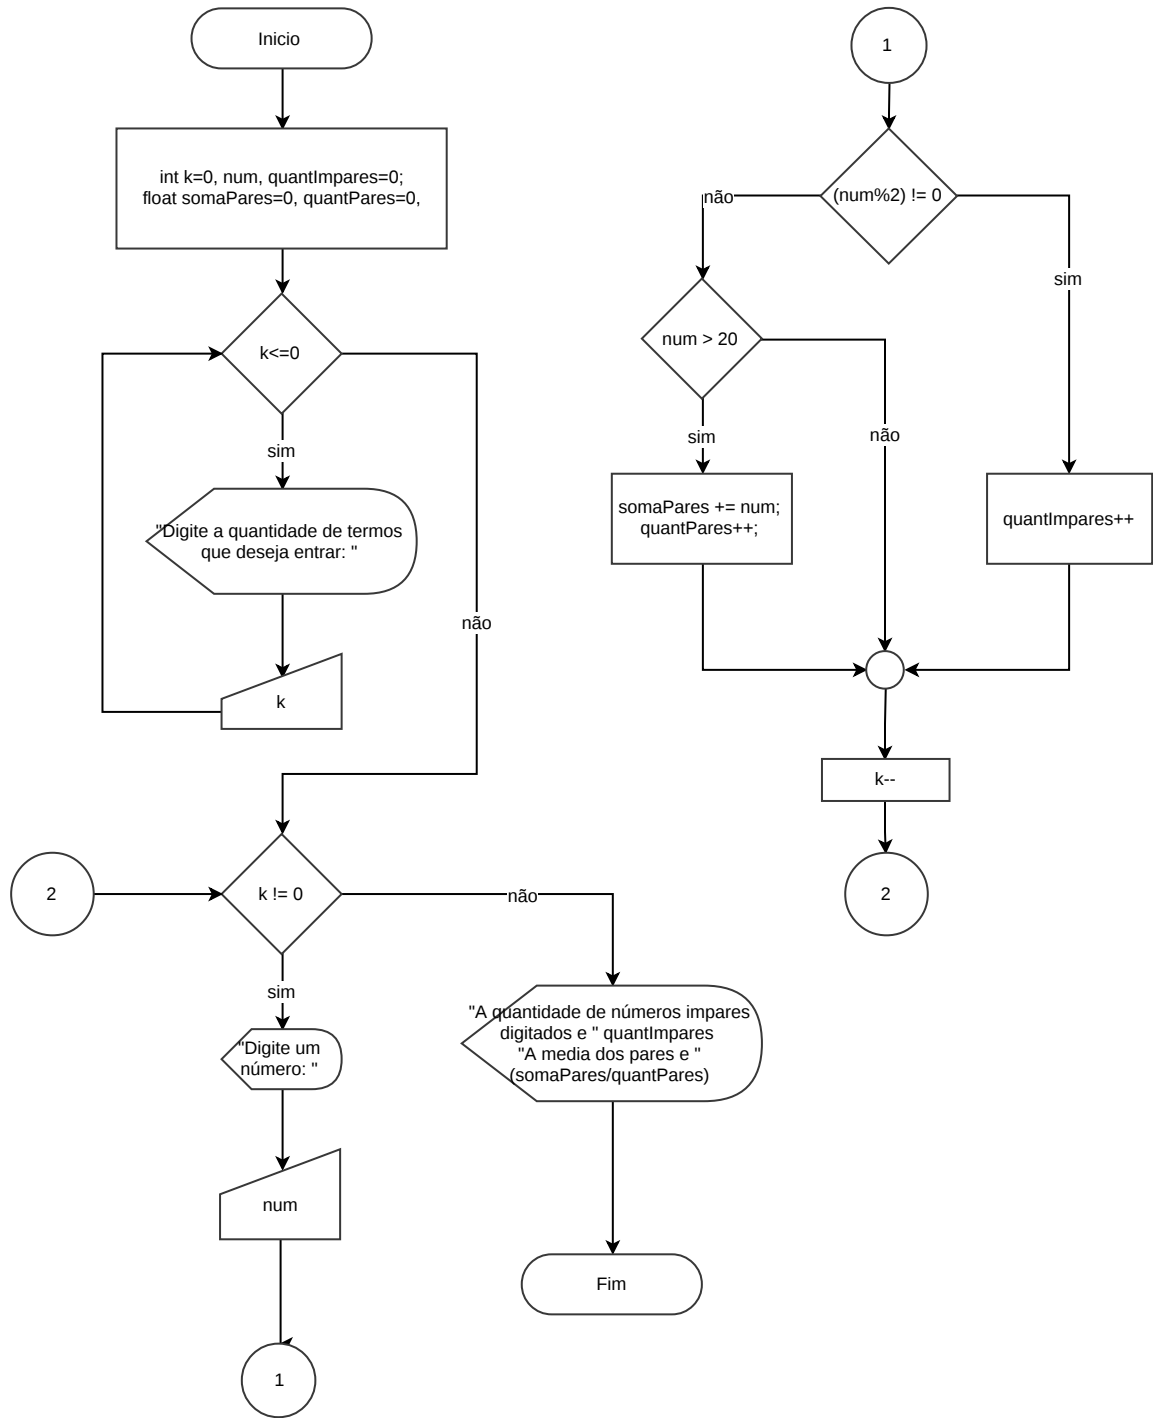 Inicio
int k=0, num, quantImpares=0;
float somaPares=0, quantPares=0,
k<=0
sim
"Digite a quantidade de termos
que deseja entrar: "
não
k
2
k != 0
não
sim
"Digite um
número: "
"A quantidade de números impares
digitados e " quantImpares
"A media dos pares e "
(somaPares/quantPares)
num
Fim
1
1
(num%2) != 0
não
sim
num > 20
não
sim
somaPares += num;
quantPares++;
quantImpares++
k--
2